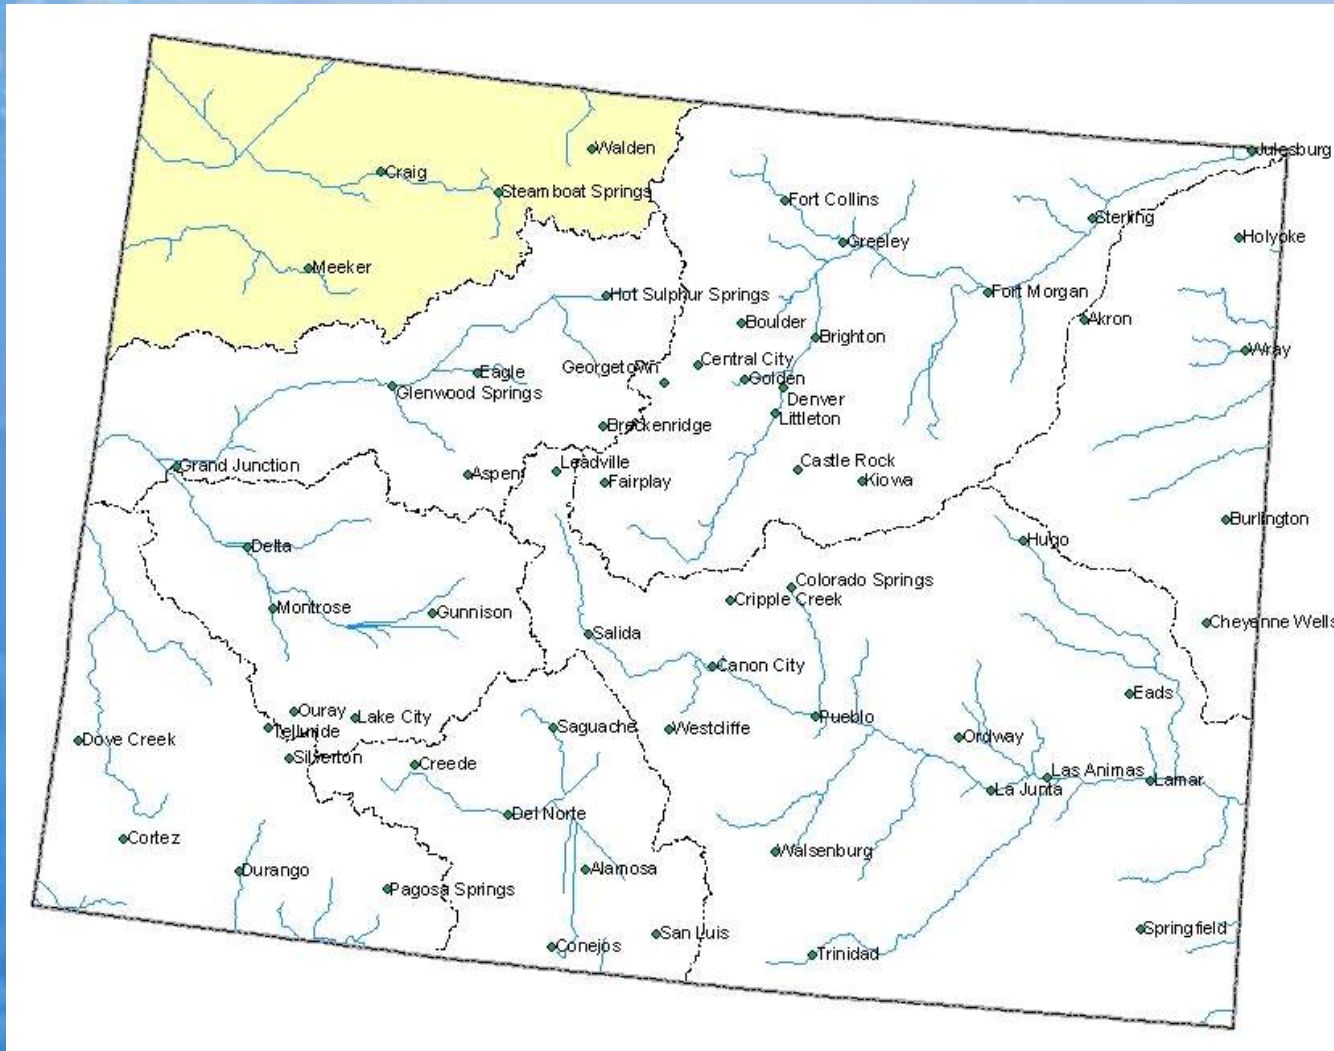 Julesburg
Walden
Craig
Steamboat Springs
Fort Collins
Sterling
Holyoke
Greeley
Meeker
Hot Sulphur Springs
Fort Morgan
Boulder
Akron
Brighton
Wray
Central City
Georgetown
Eagle
Golden
Glenwood Springs
Denver
Littleton
Breckenridge
Grand Junction
Leadville
Castle Rock
Aspen
Fairplay
Kiowa
Burlington
Hugo
Delta
Colorado Springs
Cripple Creek
Montrose
Gunnison
Cheyenne Wells
Salida
Canon City
Eads
Ouray
Lake City
Pueblo
Telluride
Saguache
Westcliffe
Ordway
Dove Creek
Silverton
Creede
Las Animas
Lamar
La Junta
Del Norte
Cortez
Walsenburg
Durango
Alamosa
Pagosa Springs
Springfield
San Luis
Conejos
Trinidad